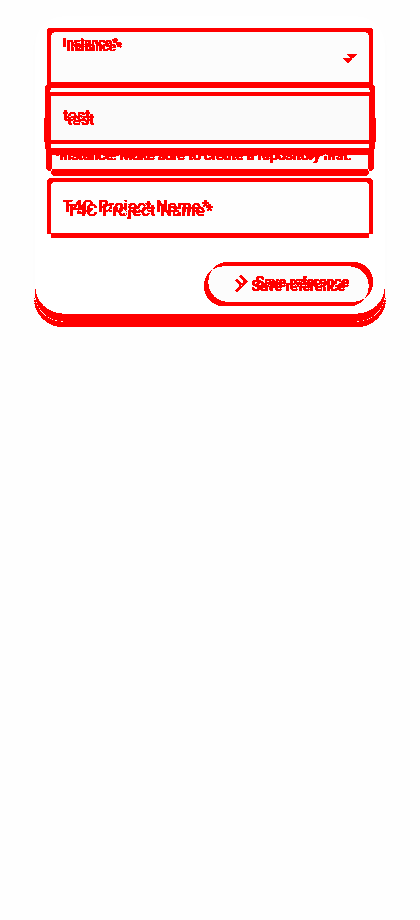 Instance*
test
instance. Make sure to create a repository first.
T4C Project Name*
Save reference